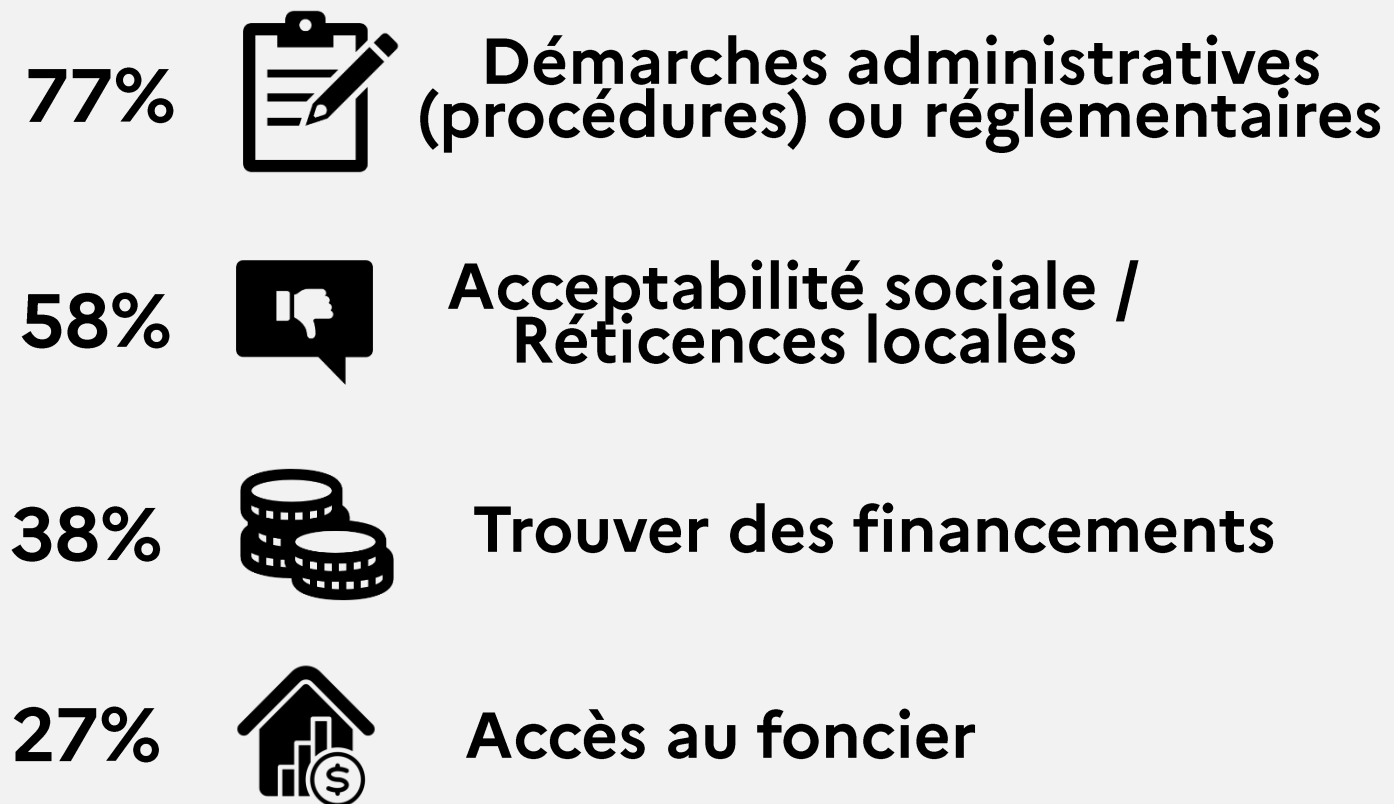 77%
Démarches administratives
(procédures) ou réglementaires
58%
Acceptabilité sociale /
Réticences locales
38%
Trouver des financements
27%
$
Accès au foncier